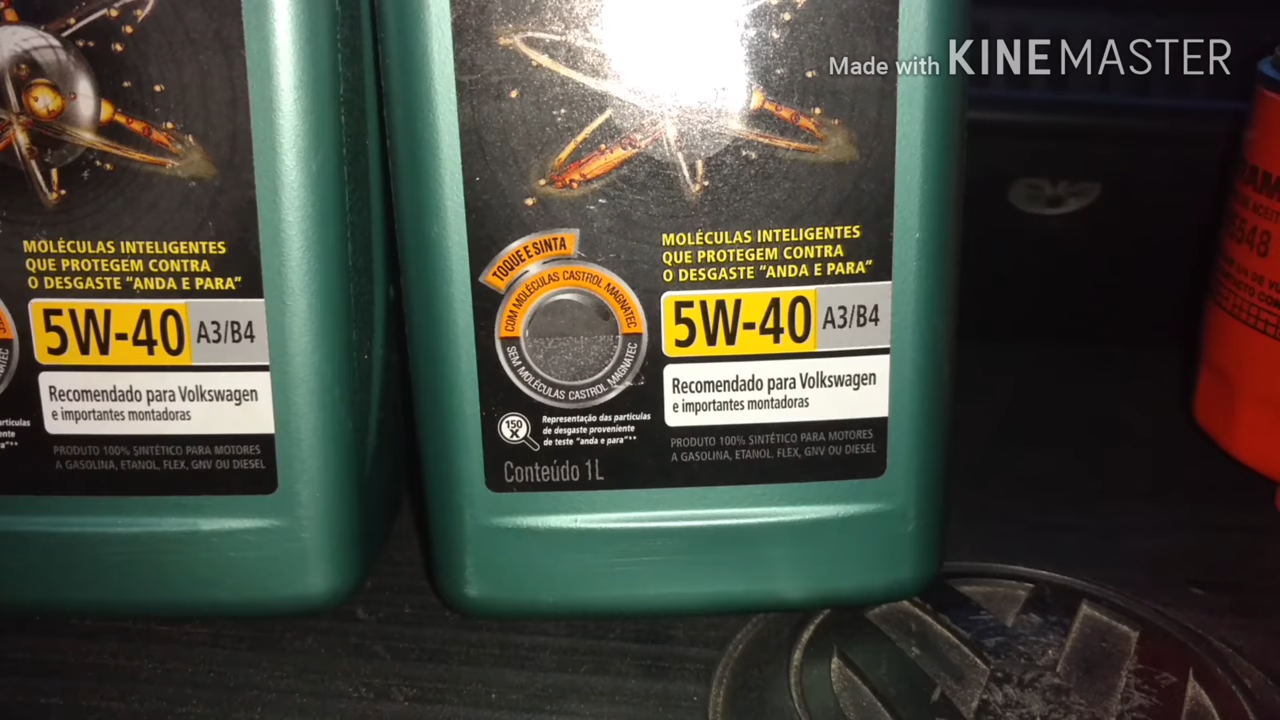 Made with KINEMASTER
MOLÉCULAS INTELIGENTES
QUE PROTEGEM CONTRA
O DESGASTE "ANDA E PARA"
5W-40 A3/B4
Recomendado para Volkswagen
e importantes montadoras
PRODUTO 100% SINTÉTICO PARA MOTORES
A GASOLINA, ETANOL, FLEX, GNV OU DIESEL
TOQUE E SINTA
COM MOLÉCULAS CASTROL MAGNATEC
SEM MOLÉCULAS CASTROL MAGNATEC
150
X
Representação das partículas
de desgaste proveniente
de teste "anda e para"**
Conteúdo 1L
MOLÉCULAS INTELIGENTES
QUE PROTEGEM CONTRA
O DESGASTE "ANDA E PARA"
5W-40 A3/B4
Recomendado para Volkswagen
e importantes montadoras
PRODUTO 100% SINTÉTICO PARA MOTORES
A GASOLINA, ETANOL, FLEX, GNV OU DIESEL